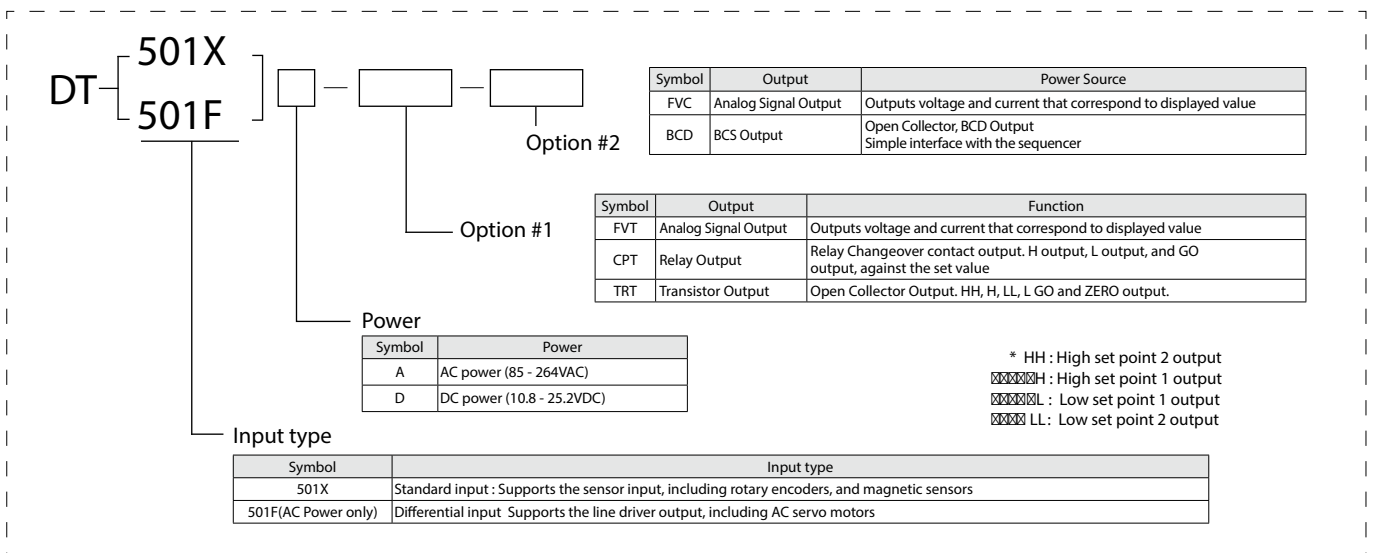 DT
501X
501F
Option #2
Symbol Output Power Source
FVC Analog Signal Output Outputs voltage and current that correspond to displayed value
BCD BCS Output Open Collector, BCD Output
Simple interface with the sequencer
Option #1
Symbol Output Function
FVT Analog Signal Output Outputs voltage and current that correspond to displayed value
CPT Relay Output Relay Changeover contact output. H output, L output, and GO
output, against the set value
TRT Transistor Output Open Collector Output. HH, H, LL, L GO and ZERO output.
Power
Symbol Power
A AC power (85 - 264VAC)
D DC power (10.8 - 25.2VDC)
* HH : High set point 2 output
H : High set point 1 output
L : Low set point 1 output
LL : Low set point 2 output
Input type
Symbol Input type
501X Standard input : Supports the sensor input, including rotary encoders, and magnetic sensors
501F(AC Power only) Differential input Supports the line driver output, including AC servo motors